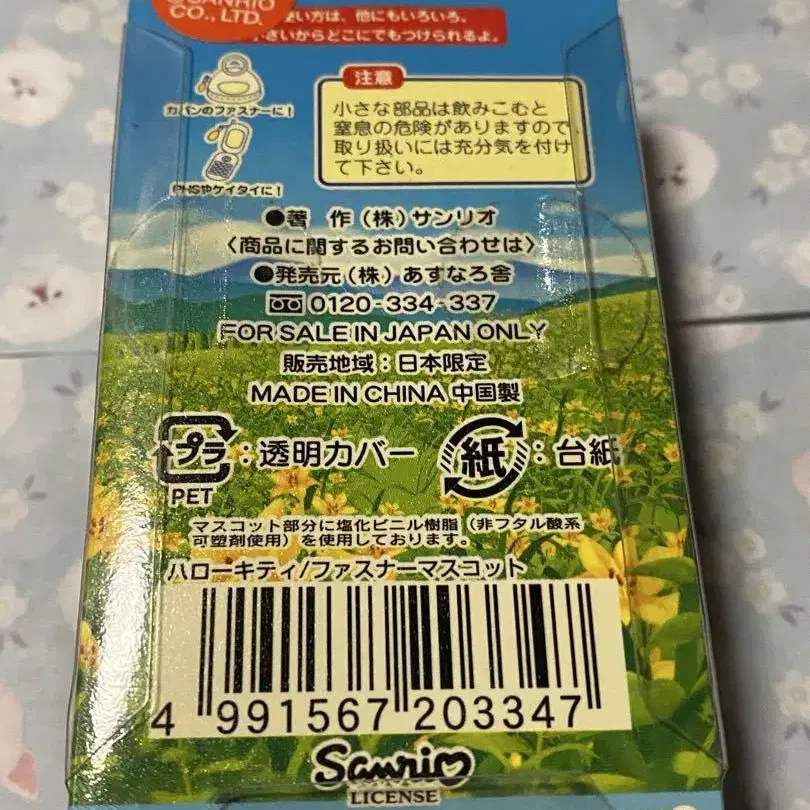 ©SANRIO
CO., LTD.
使い方は、他にもいろいろ。
小さいからどこにでもつけられるよ。
カバンのファスナーに!
PHSやケイタイに!
注意
小さな部品は飲みこむと
窒息の危険がありますので、
取り扱いには充分気を付け
て下さい。
●著 作(株)サンリオ
〈商品に関するお問い合わせは〉
●発売元(株)あすなろ舎
0120-334-337
FOR SALE IN JAPAN ONLY
販売地域:日本限定
MADE IN CHINA 中国製
プラ:透明カバー 紙:台紙
PET
マスコット部分に塩化ビニル樹脂(非フタル酸系
可塑剤使用)を使用しております。
ハローキティ/ファスナーマスコット
4 991567 203347
Sanrio
LICENSE